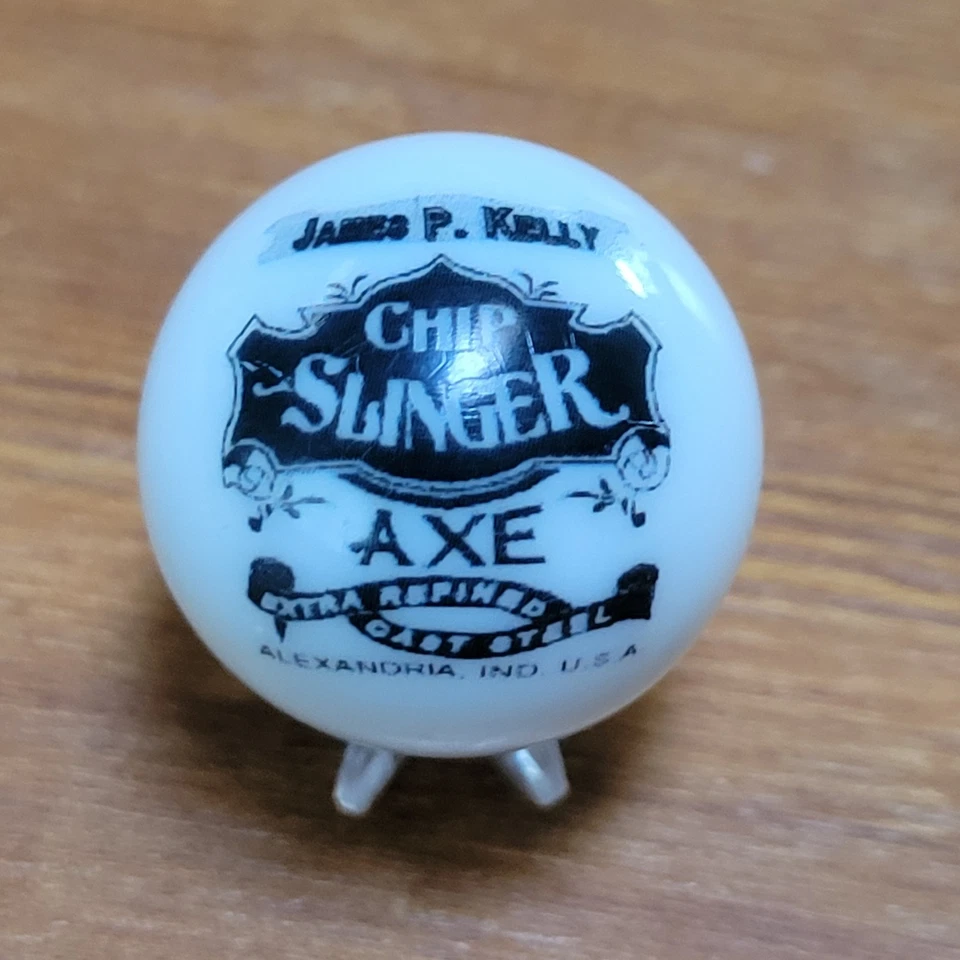 JAMES P. KELLY
CHIP
SLINGER
AXE
EXTRA REFINED
CAST STEEL
ALEXANDRIA, IND. U.S.A